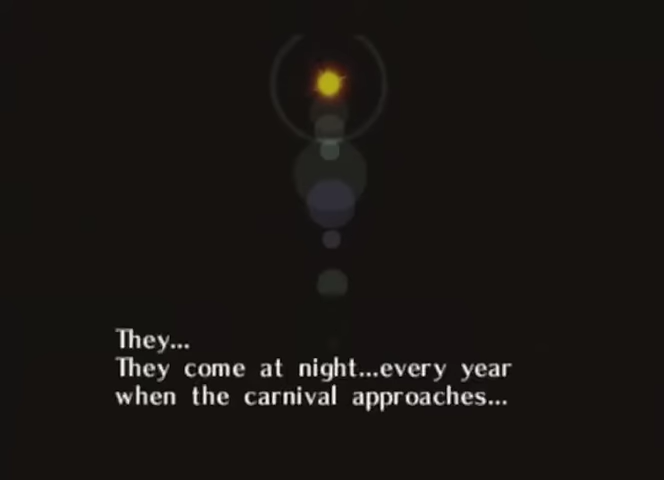 They...
They come at night...every year
when the carnival approaches...